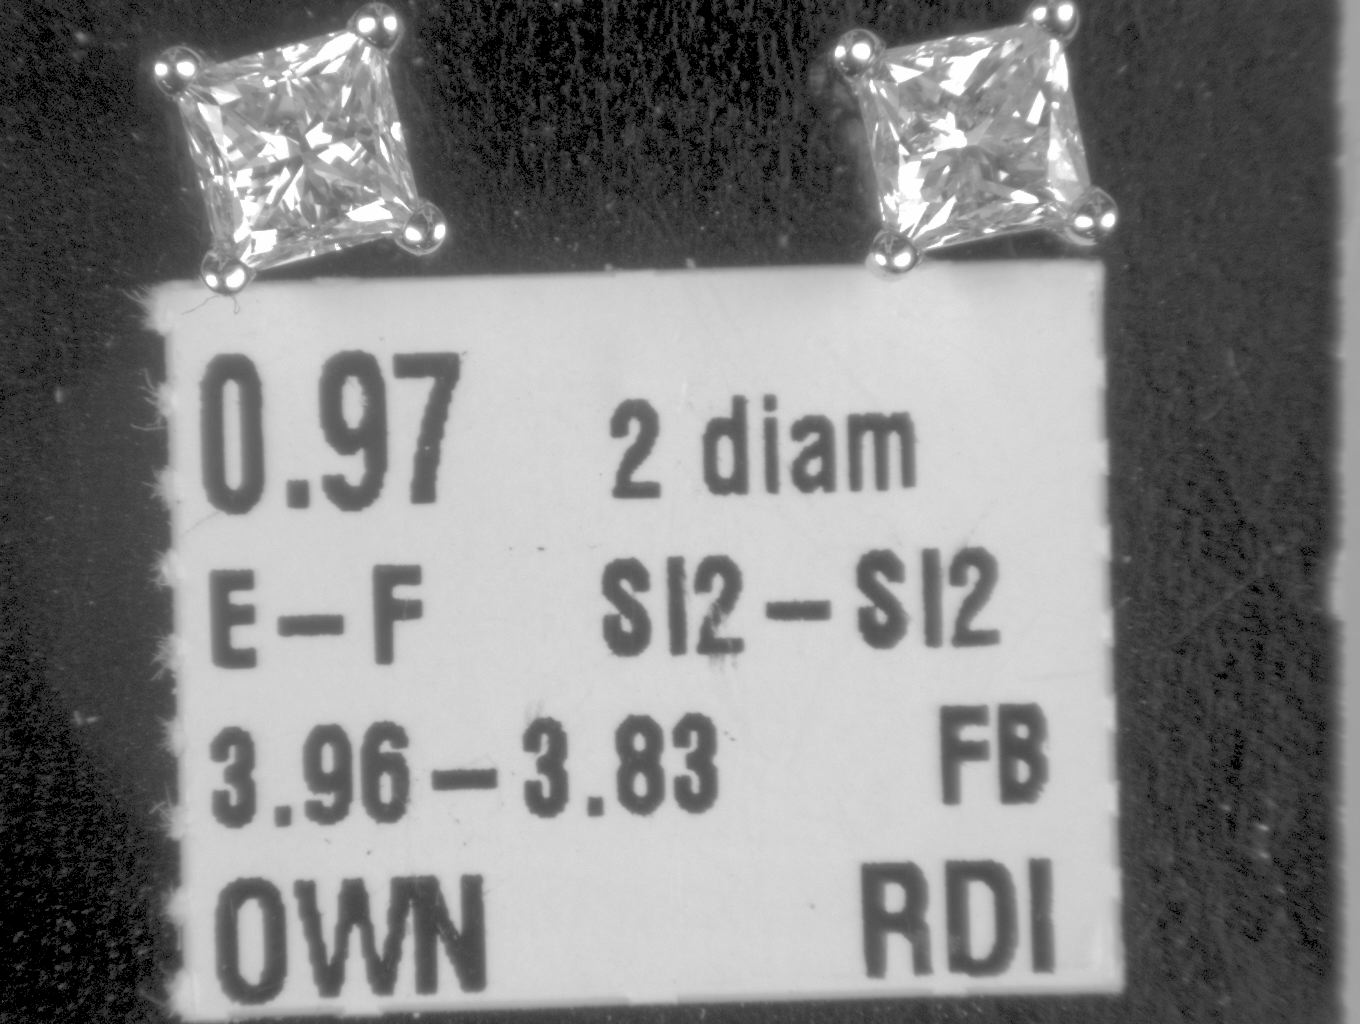 0.97 2 diam
E-F SI2-SI2
3.96-3.83 FB
OWN RDI